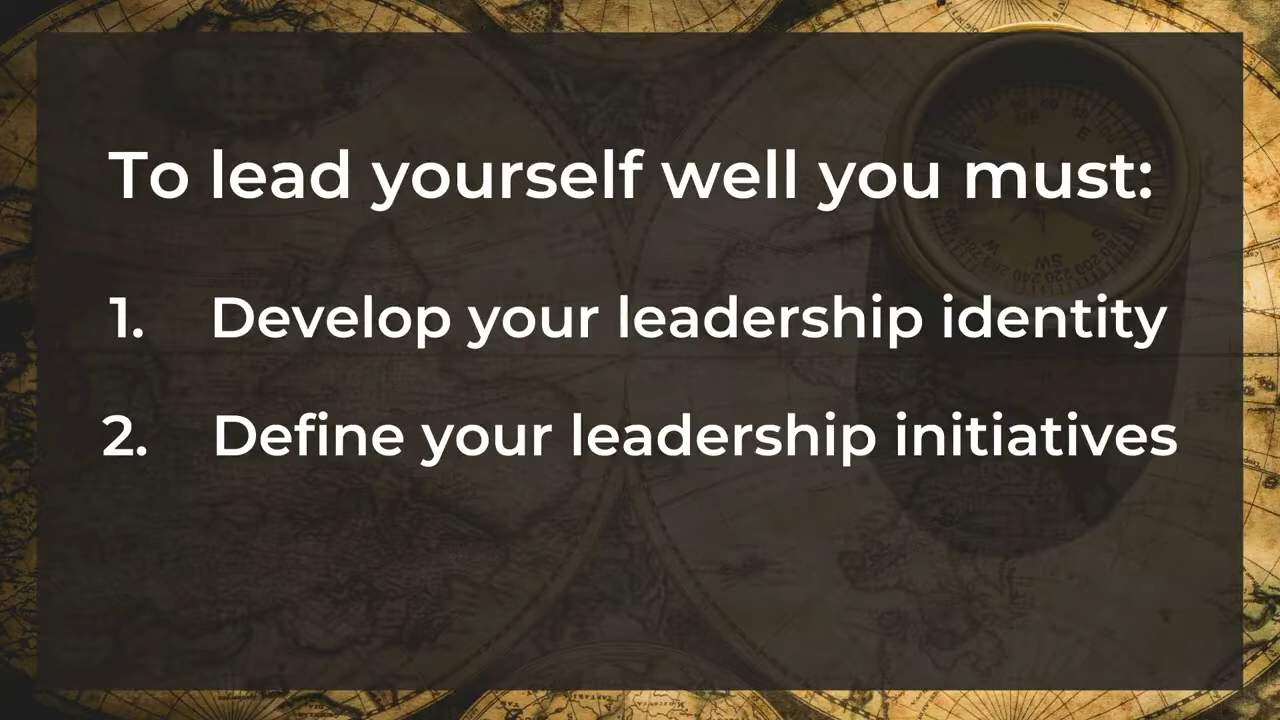 To lead yourself well you must:
1. Develop your leadership identity
2. Define your leadership initiatives